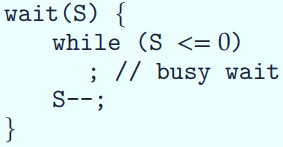 wait(S) {
    while (S <= 0)
        ; // busy wait
    S--;
}